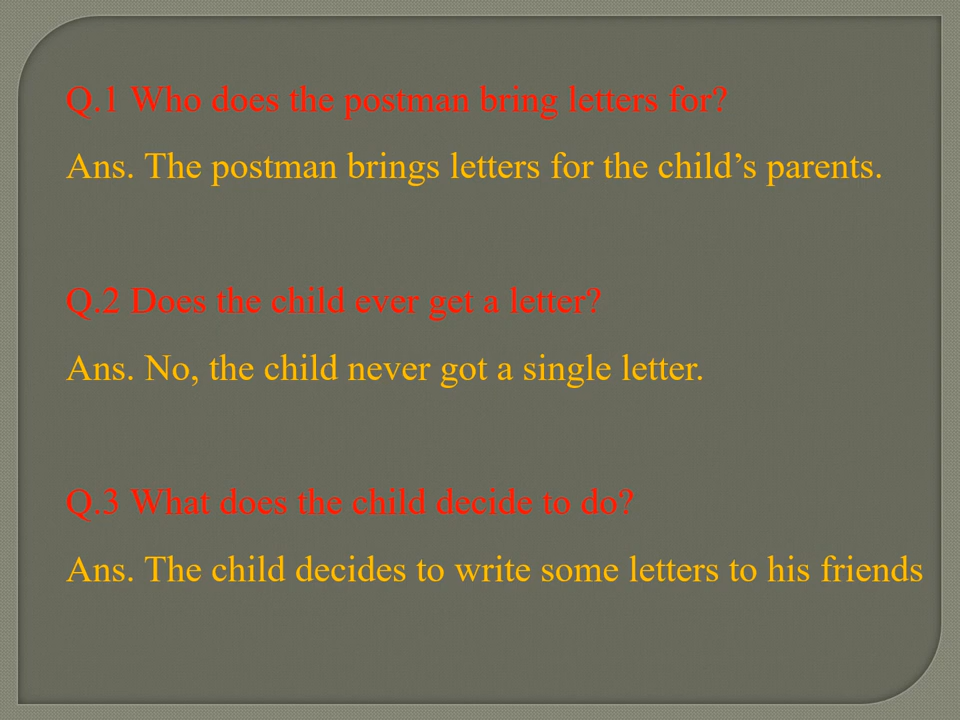 Q.1 Who does the postman bring letters for?
Ans. The postman brings letters for the child’s parents.
Q.2 Does the child ever get a letter?
Ans. No, the child never got a single letter.
Q.3 What does the child decide to do?
Ans. The child decides to write some letters to his friends